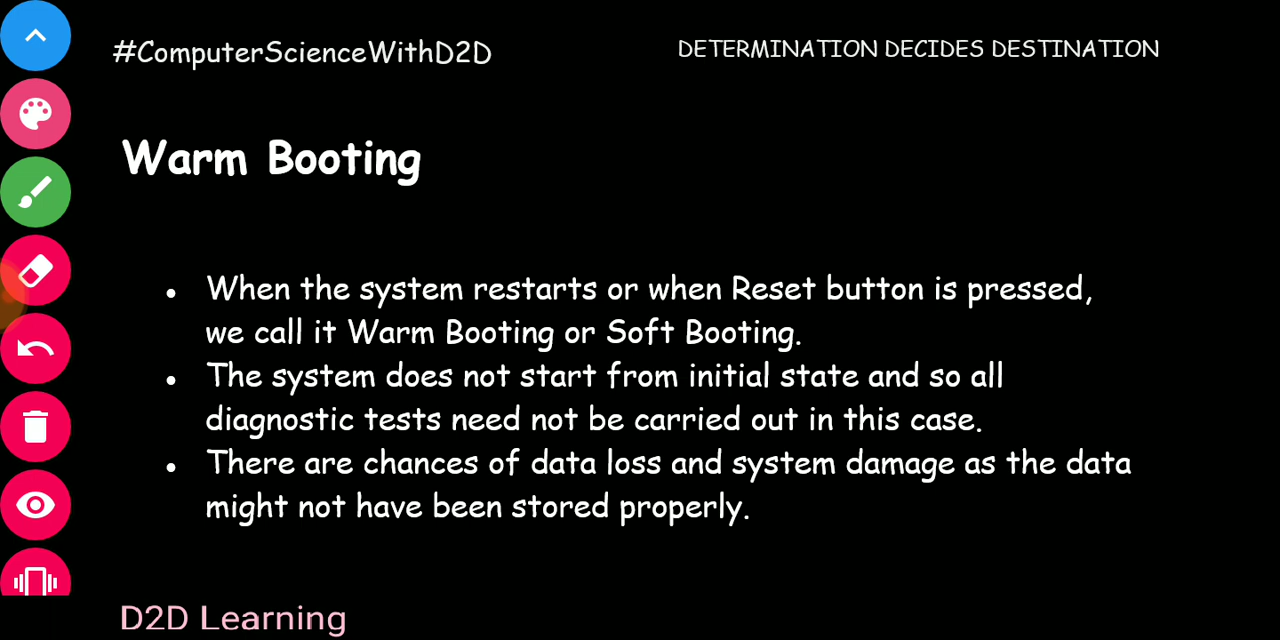 #ComputerScienceWithD2D
DETERMINATION DECIDES DESTINATION
Warm Booting
• When the system restarts or when Reset button is pressed,
we call it Warm Booting or Soft Booting.
• The system does not start from initial state and so all
diagnostic tests need not be carried out in this case.
• There are chances of data loss and system damage as the data
might not have been stored properly.
D2D Learning